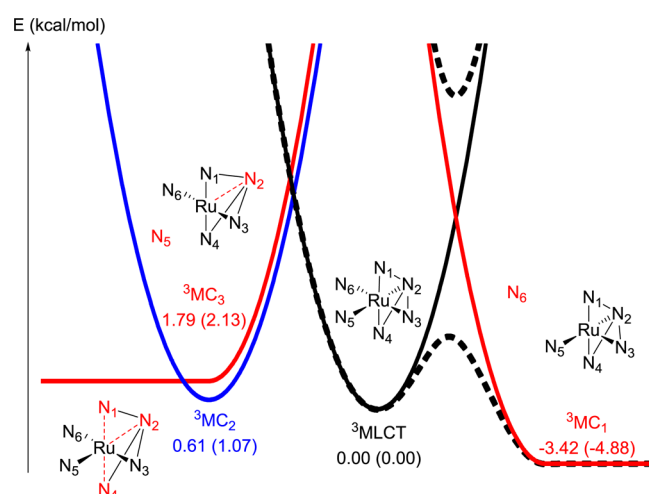 E (kcal/mol)
N₁
N₂
N₆
Ru
N₃
N₄
N₅
³MC₃
1.79 (2.13)
N₁
N₆
N₂
Ru
N₅
N₃
N₄
N₆
N₁
N₂
Ru
N₅
N₃
N₄
³MC₂
0.61 (1.07)
³MLCT
0.00 (0.00)
³MC₁
-3.42 (-4.88)
N₁
N₂
N₆
Ru
N₅
N₃
N₄